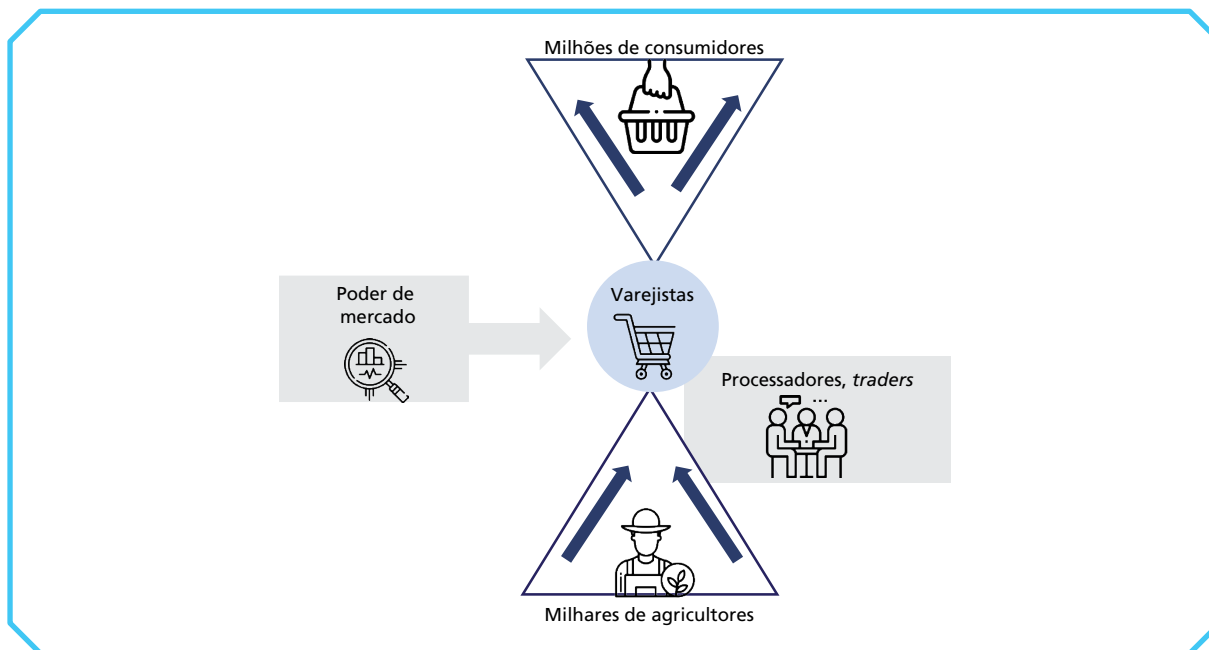 Milhões de consumidores
Varejistas
Poder de
mercado
Processadores, traders
...
Milhares de agricultores